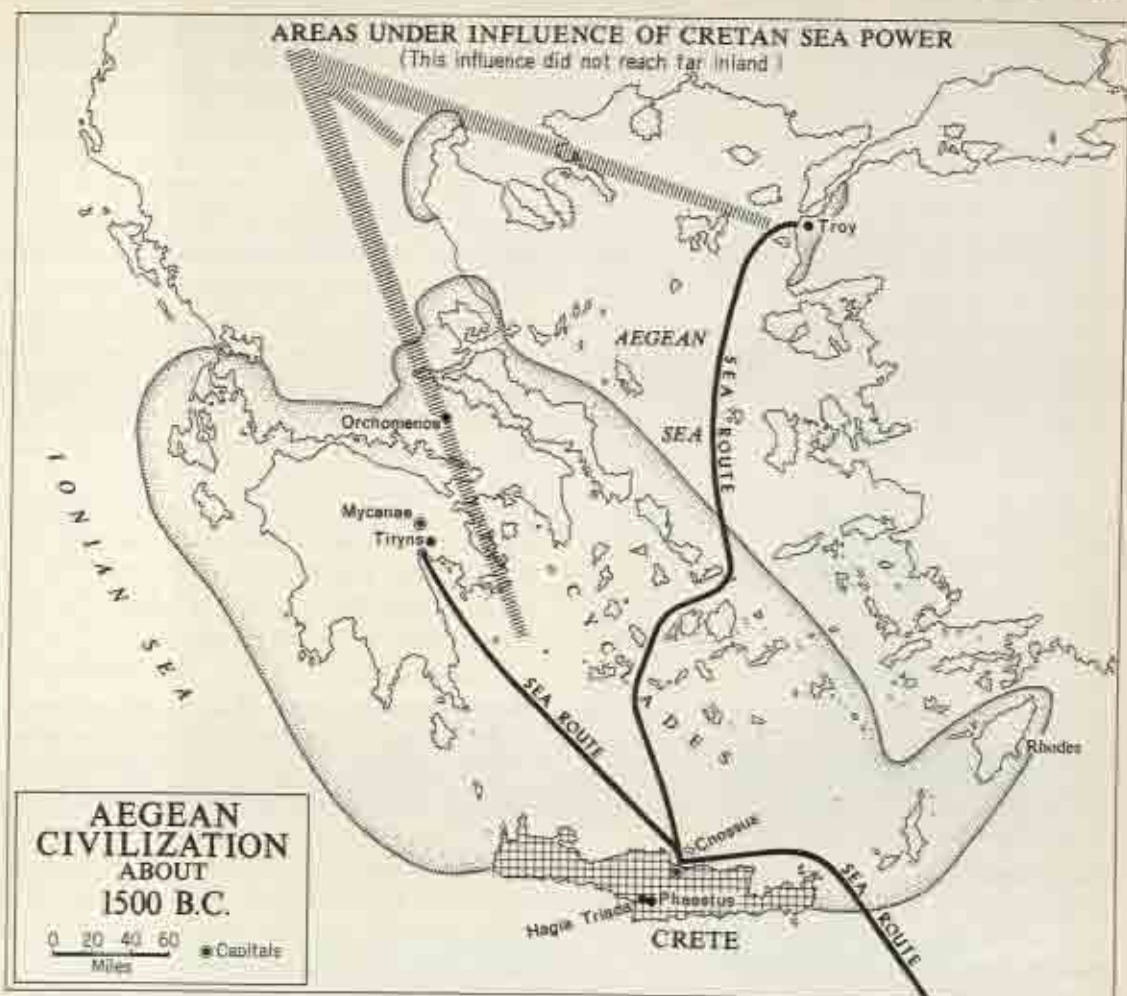 AREAS UNDER INFLUENCE OF CRETAN SEA POWER
(This influence did not reach far inland)
Troy
AEGEAN
SEA
SEA ROUTE
Orchomenos
IONIAN SEA
Mycanae
Tiryns
CYCLADES
SEA ROUTE
Rhodes
Cnossus
SEA ROUTE
Hagia Triada
Phaestus
CRETE
AEGEAN
CIVILIZATION
ABOUT
1500 B.C.
0 20 40 60
Miles
Capitals